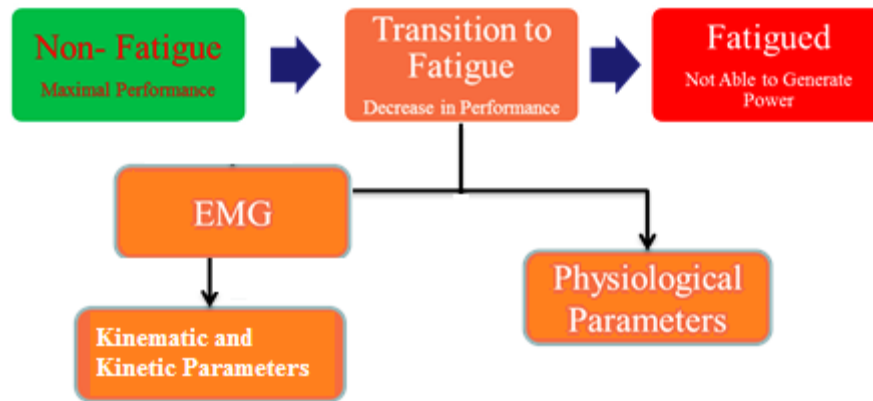 Non- Fatigue
Maximal Performance
Transition to
Fatigue
Decrease in Performance
Fatigued
Not Able to Generate
Power
EMG
Physiological
Parameters
Kinematic and
Kinetic Parameters